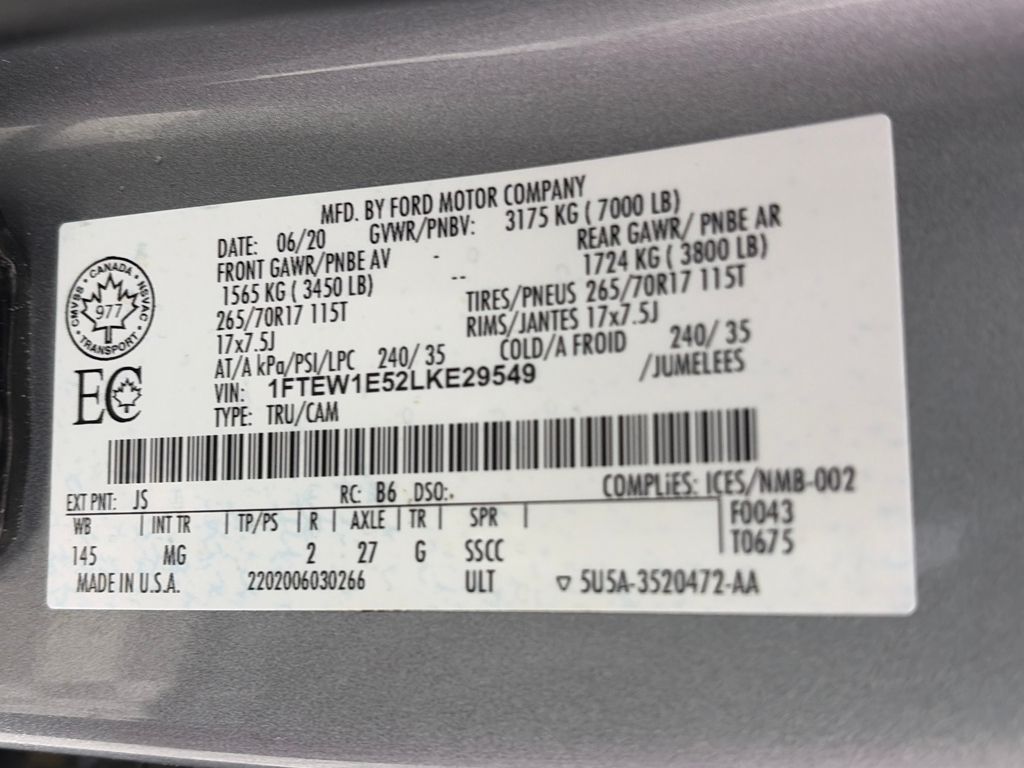 MFD. BY FORD MOTOR COMPANY
DATE: 06/20 GVWR/PNBV: 3175 KG ( 7000 LB)
FRONT GAWR/PNBE AV - REAR GAWR/ PNBE AR
1565 KG ( 3450 LB) -- 1724 KG ( 3800 LB)
265/70R17 115T TIRES/PNEUS 265/70R17 115T
17x7.5J RIMS/JANTES 17x7.5J
AT/A kPa/PSI/LPC 240/ 35 COLD/A FROID 240/ 35
VIN: 1FTEW1E52LKE29549 /JUMELEES
TYPE: TRU/CAM
CANADA
CMVSS NSVAC
977
TRANSPORT
EC
EXT PNT: JS RC: B6 DSO: COMPLIES: ICES/NMB-002
WB | INT TR | TP/PS | R | AXLE | TR | SPR | F0043
145 MG 2 27 G SSCC T0675
MADE IN U.S.A. 2202006030266 ULT ▽ 5U5A-3520472-AA